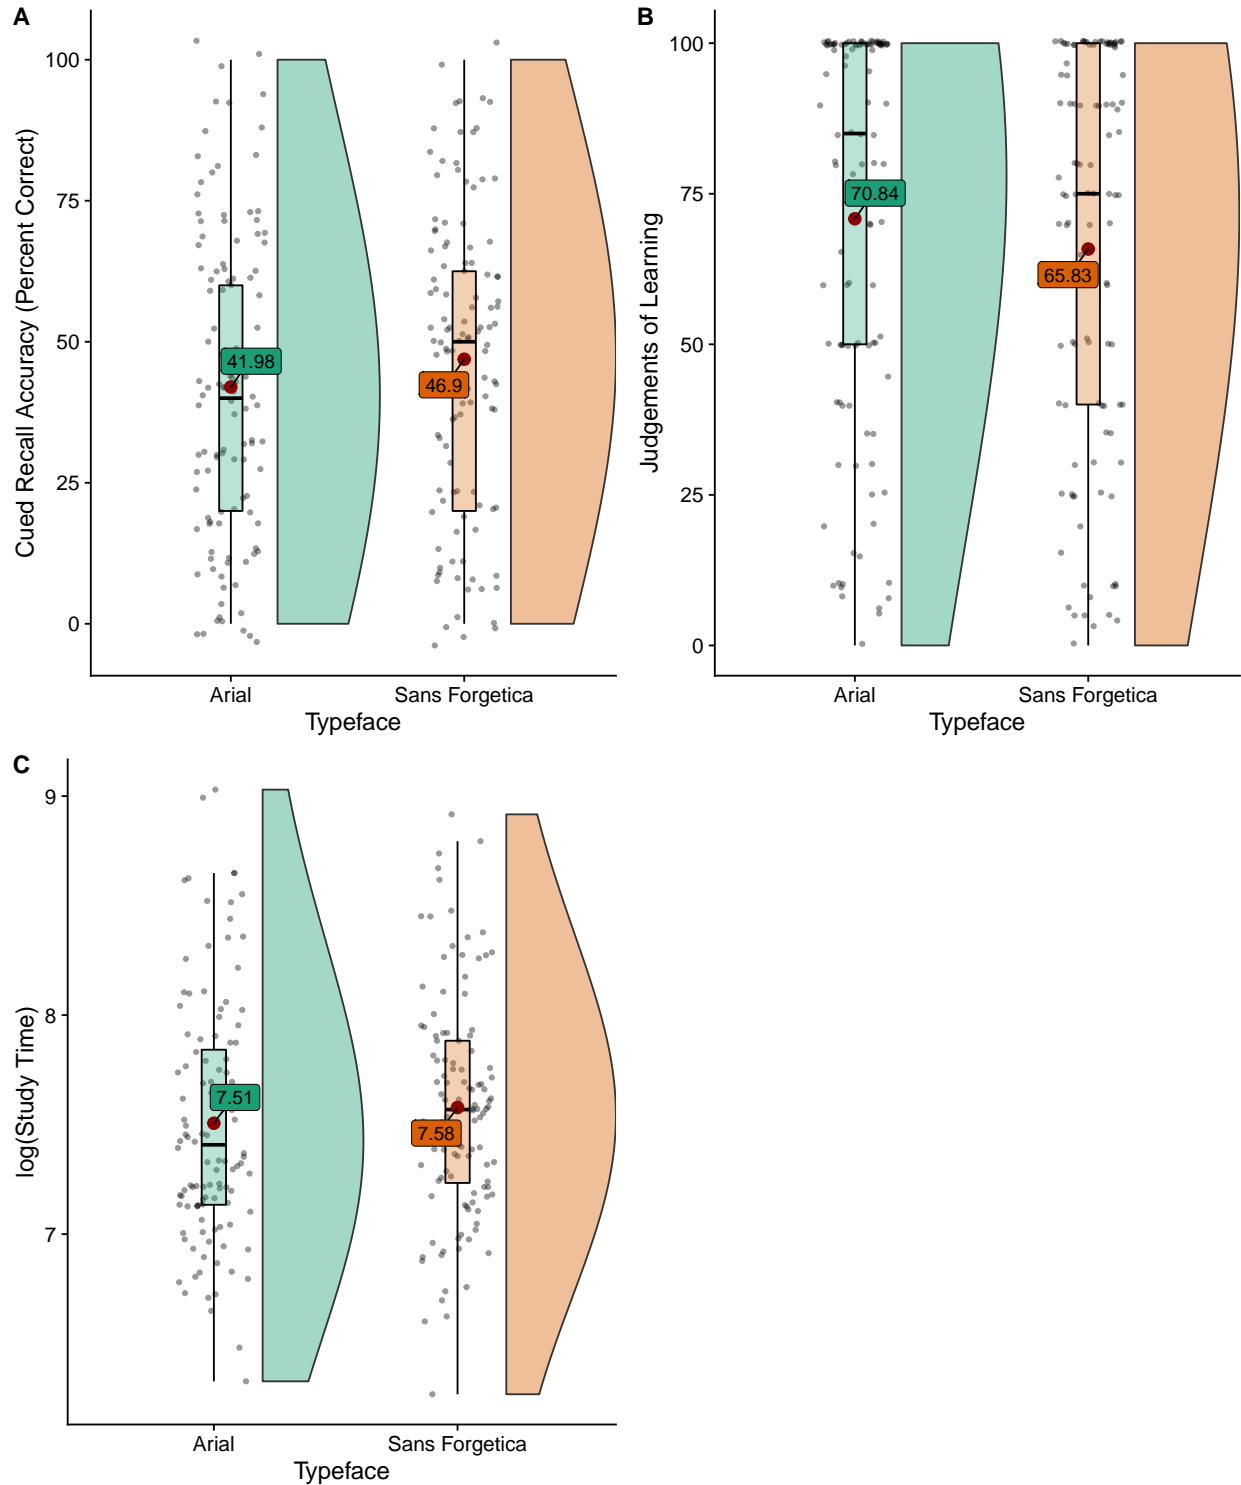 A
Cued Recall Accuracy (Percent Correct)
100
75
50
25
0
41.98
46.9
Arial
Sans Forgetica
Typeface
B
Judgements of Learning
100
75
50
25
0
70.84
65.83
Arial
Sans Forgetica
Typeface
C
log(Study Time)
9
8
7
7.51
7.58
Arial
Sans Forgetica
Typeface